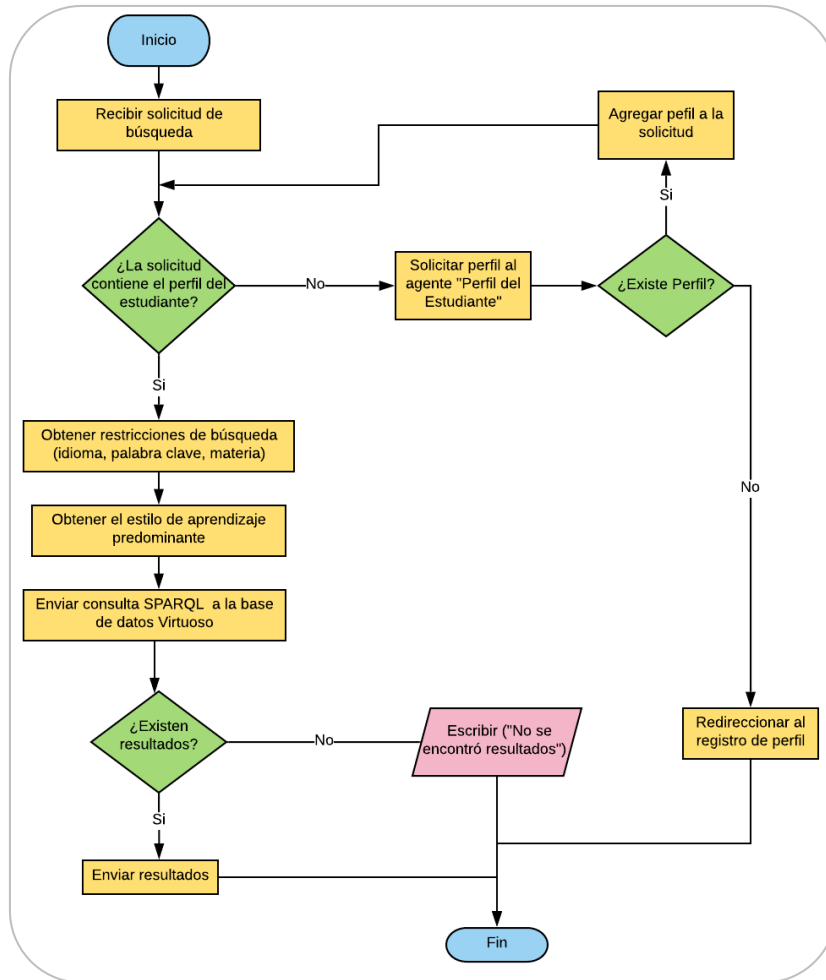 Inicio
Recibir solicitud de
búsqueda
Agregar pefil a la
solicitud
Si
¿La solicitud
contiene el perfil del
estudiante?
No
Solicitar perfil al
agente "Perfil del
Estudiante"
¿Existe Perfil?
Si
Obtener restricciones de búsqueda
(idioma, palabra clave, materia)
No
Obtener el estilo de aprendizaje
predominante
Enviar consulta SPARQL a la base
de datos Virtuoso
¿Existen
resultados?
No
Escribir ("No se
encontró resultados")
Redireccionar al
registro de perfil
Si
Enviar resultados
Fin